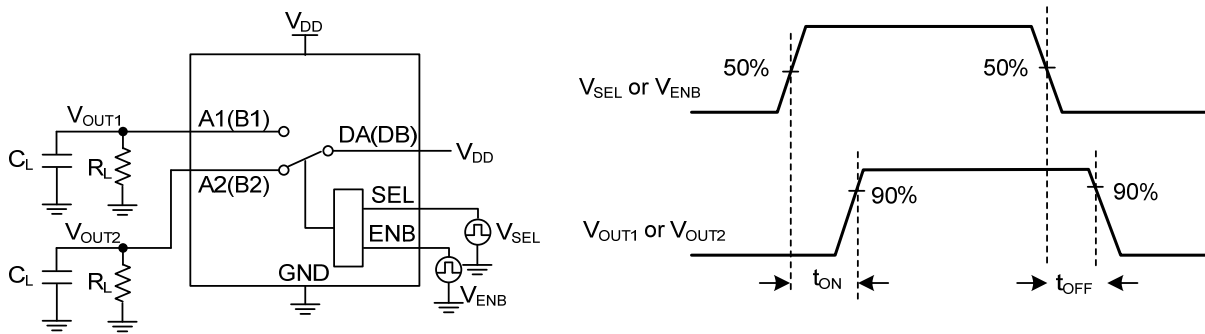 VDD
VOUT1
A1(B1)
DA(DB)
VDD
CL
RL
A2(B2)
SEL
VOUT2
ENB
VSEL
CL
RL
GND
VENB
50%
50%
VSEL or VENB
90%
90%
VOUT1 or VOUT2
tON
tOFF